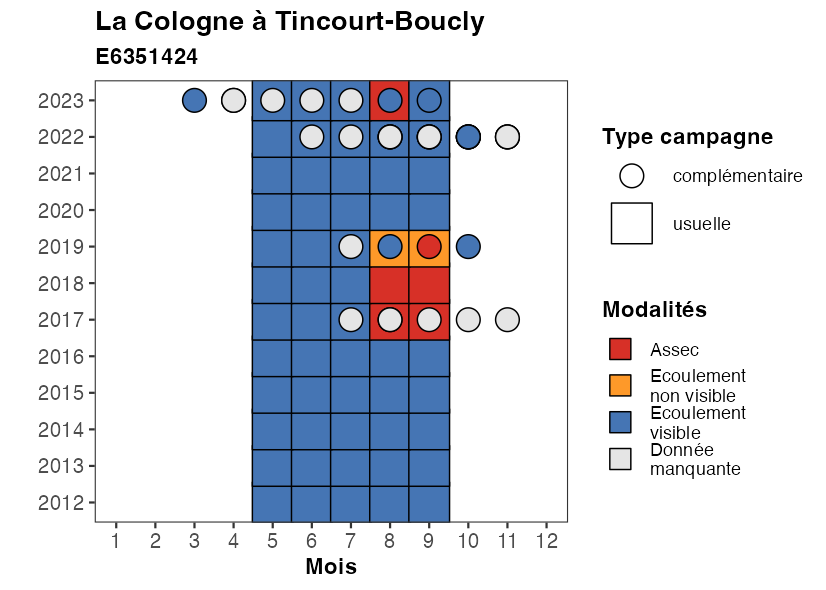 La Cologne à Tincourt-Boucly
E6351424
2023
2022
2021
2020
2019
2018
2017
2016
2015
2014
2013
2012
1 2 3 4 5 6 7 8 9 10 11 12
Mois
Type campagne
complémentaire
usuelle
Modalités
Assec
Ecoulement
non visible
Ecoulement
visible
Donnée
manquante